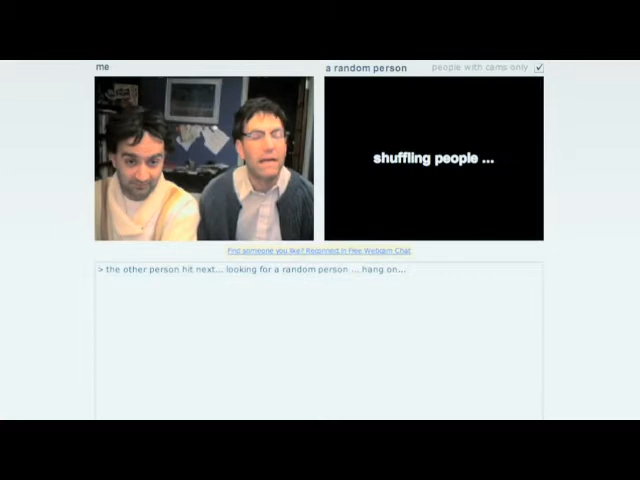 me
a random person
people with cams only
shuffling people ...
Find someone you like? Reconnect in Free Webcam Chat
> the other person hit next... looking for a random person ... hang on...